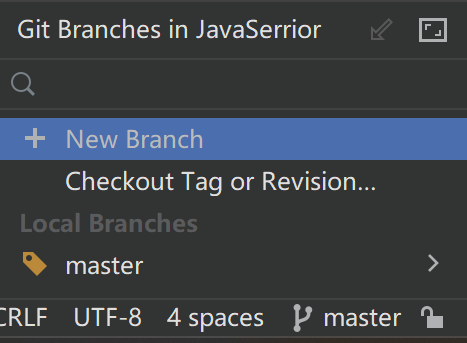 Git Branches in JavaSerrior
New Branch
Checkout Tag or Revision...
Local Branches
master
CRLF UTF-8 4 spaces master